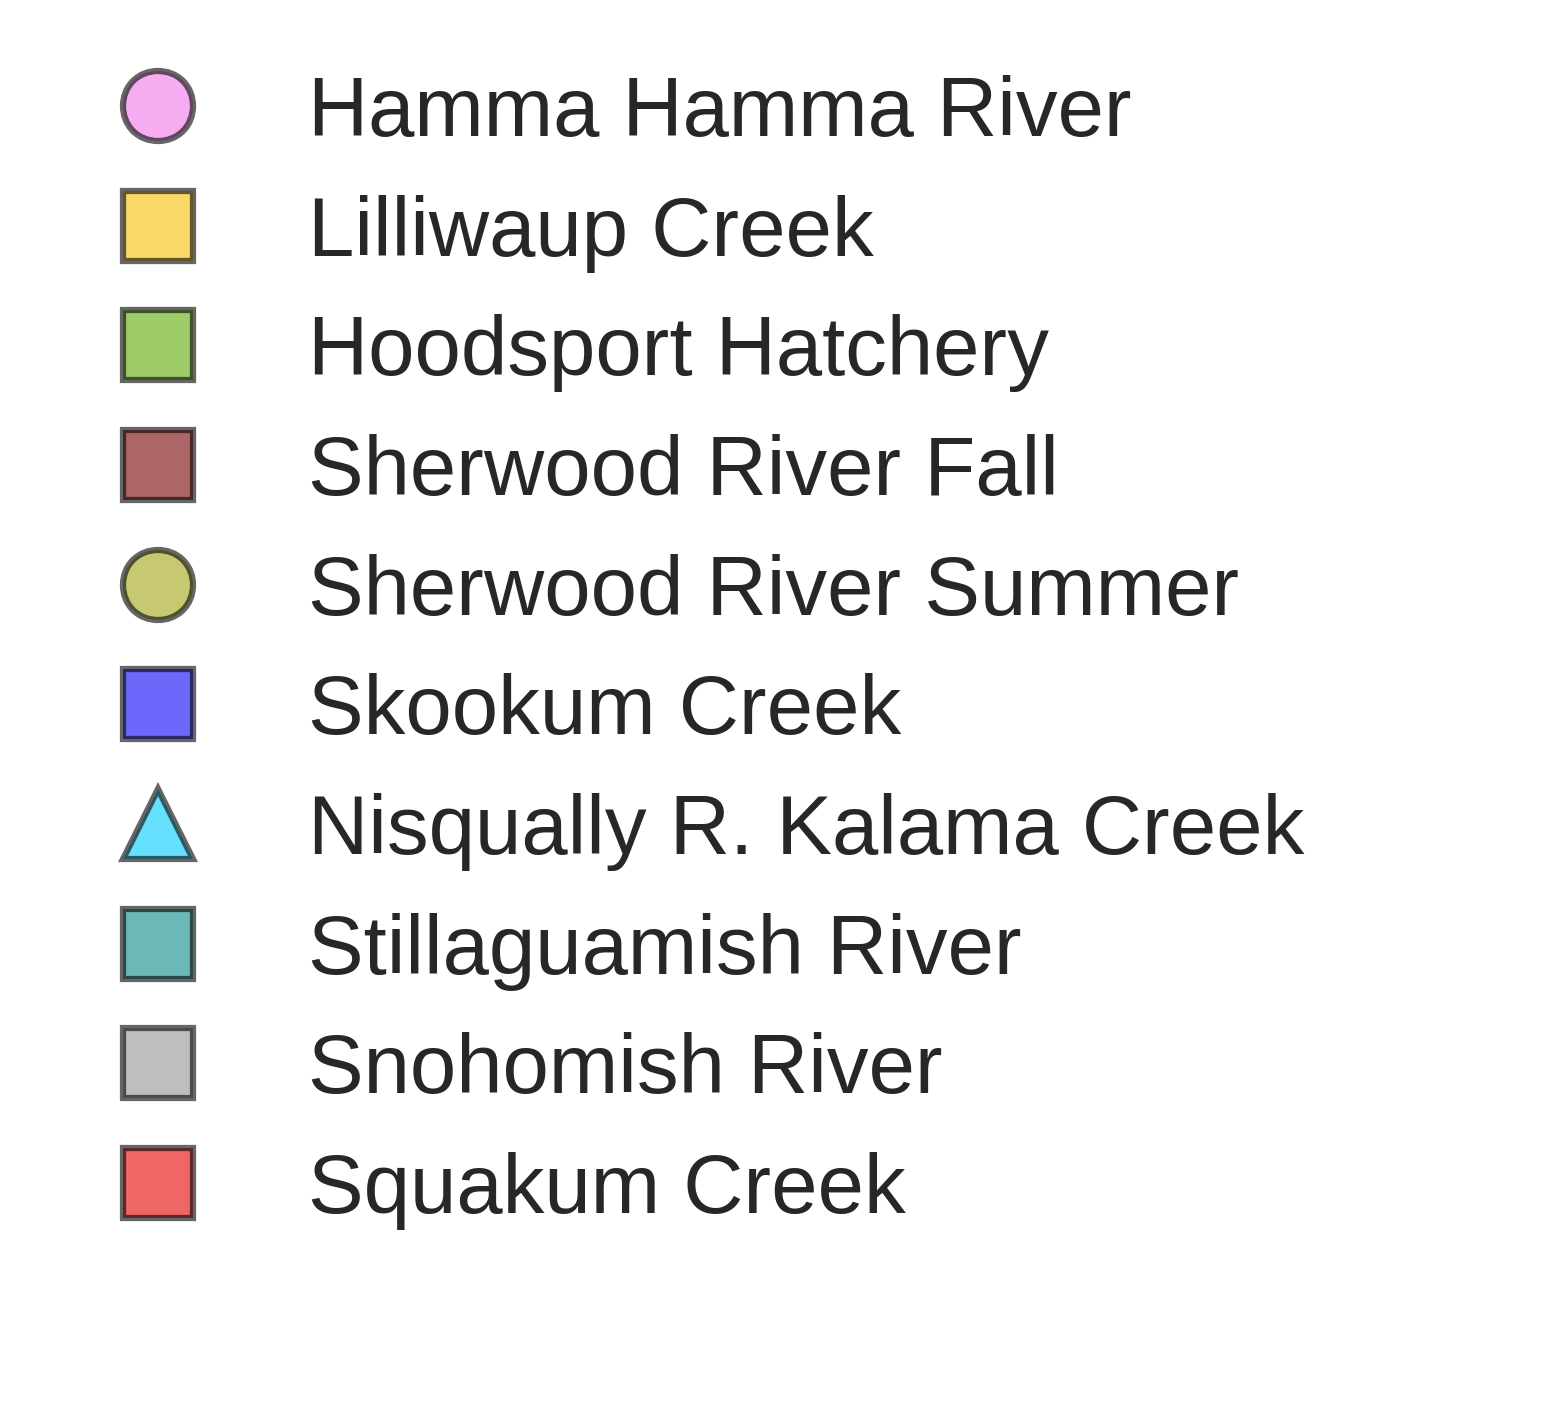 Hamma Hamma River
Lilliwaup Creek
Hoodsport Hatchery
Sherwood River Fall
Sherwood River Summer
Skookum Creek
Nisqually R. Kalama Creek
Stillaguamish River
Snohomish River
Squakum Creek